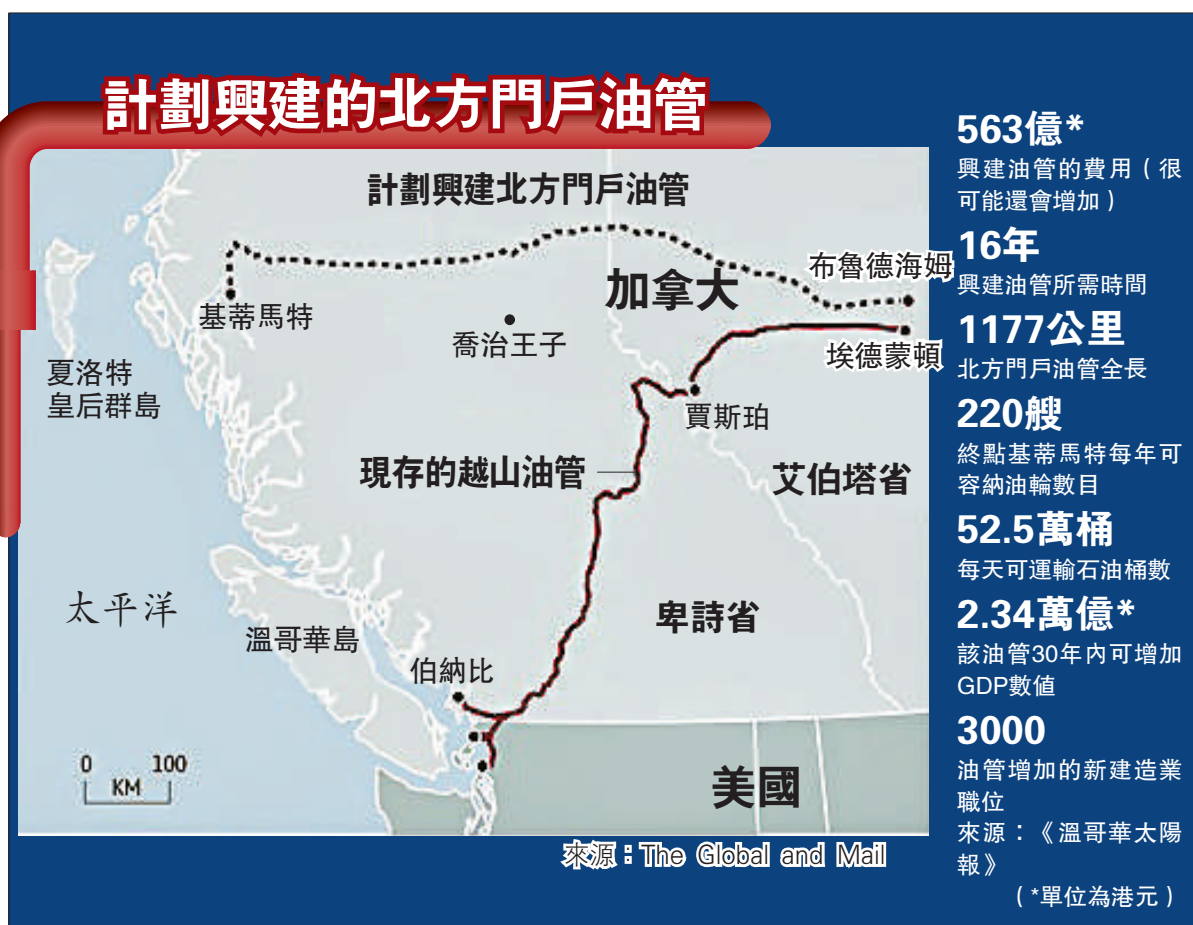 計劃興建的北方門戶油管
計劃興建北方門戶油管
布魯德海姆
加拿大
基蒂馬特
喬治王子
埃德蒙頓
夏洛特
皇后群島
賈斯珀
現存的越山油管
艾伯塔省
太平洋
溫哥華島
卑詩省
伯納比
0 100
KM
美國
來源：The Global and Mail
563億*
興建油管的費用（很
可能還會增加）
16年
興建油管所需時間
1177公里
北方門戶油管全長
220艘
終點基蒂馬特每年可
容納油輪數目
52.5萬桶
每天可運輸石油桶數
2.34萬億*
該油管30年內可增加
GDP數值
3000
油管增加的新建造業
職位
來源：《溫哥華太陽
報》
（*單位為港元）